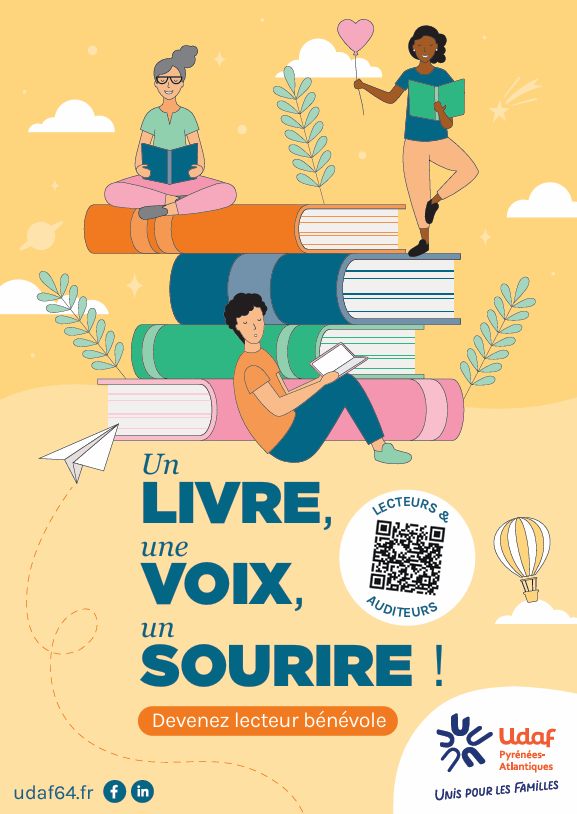 Un
LIVRE,
une
VOIX,
un
SOURIRE !
LECTEURS &
AUDITEURS
Devenez lecteur bénévole
udaf64.fr
Udaf
Pyrénées-
Atlantiques
UNIS POUR LES FAMILLES